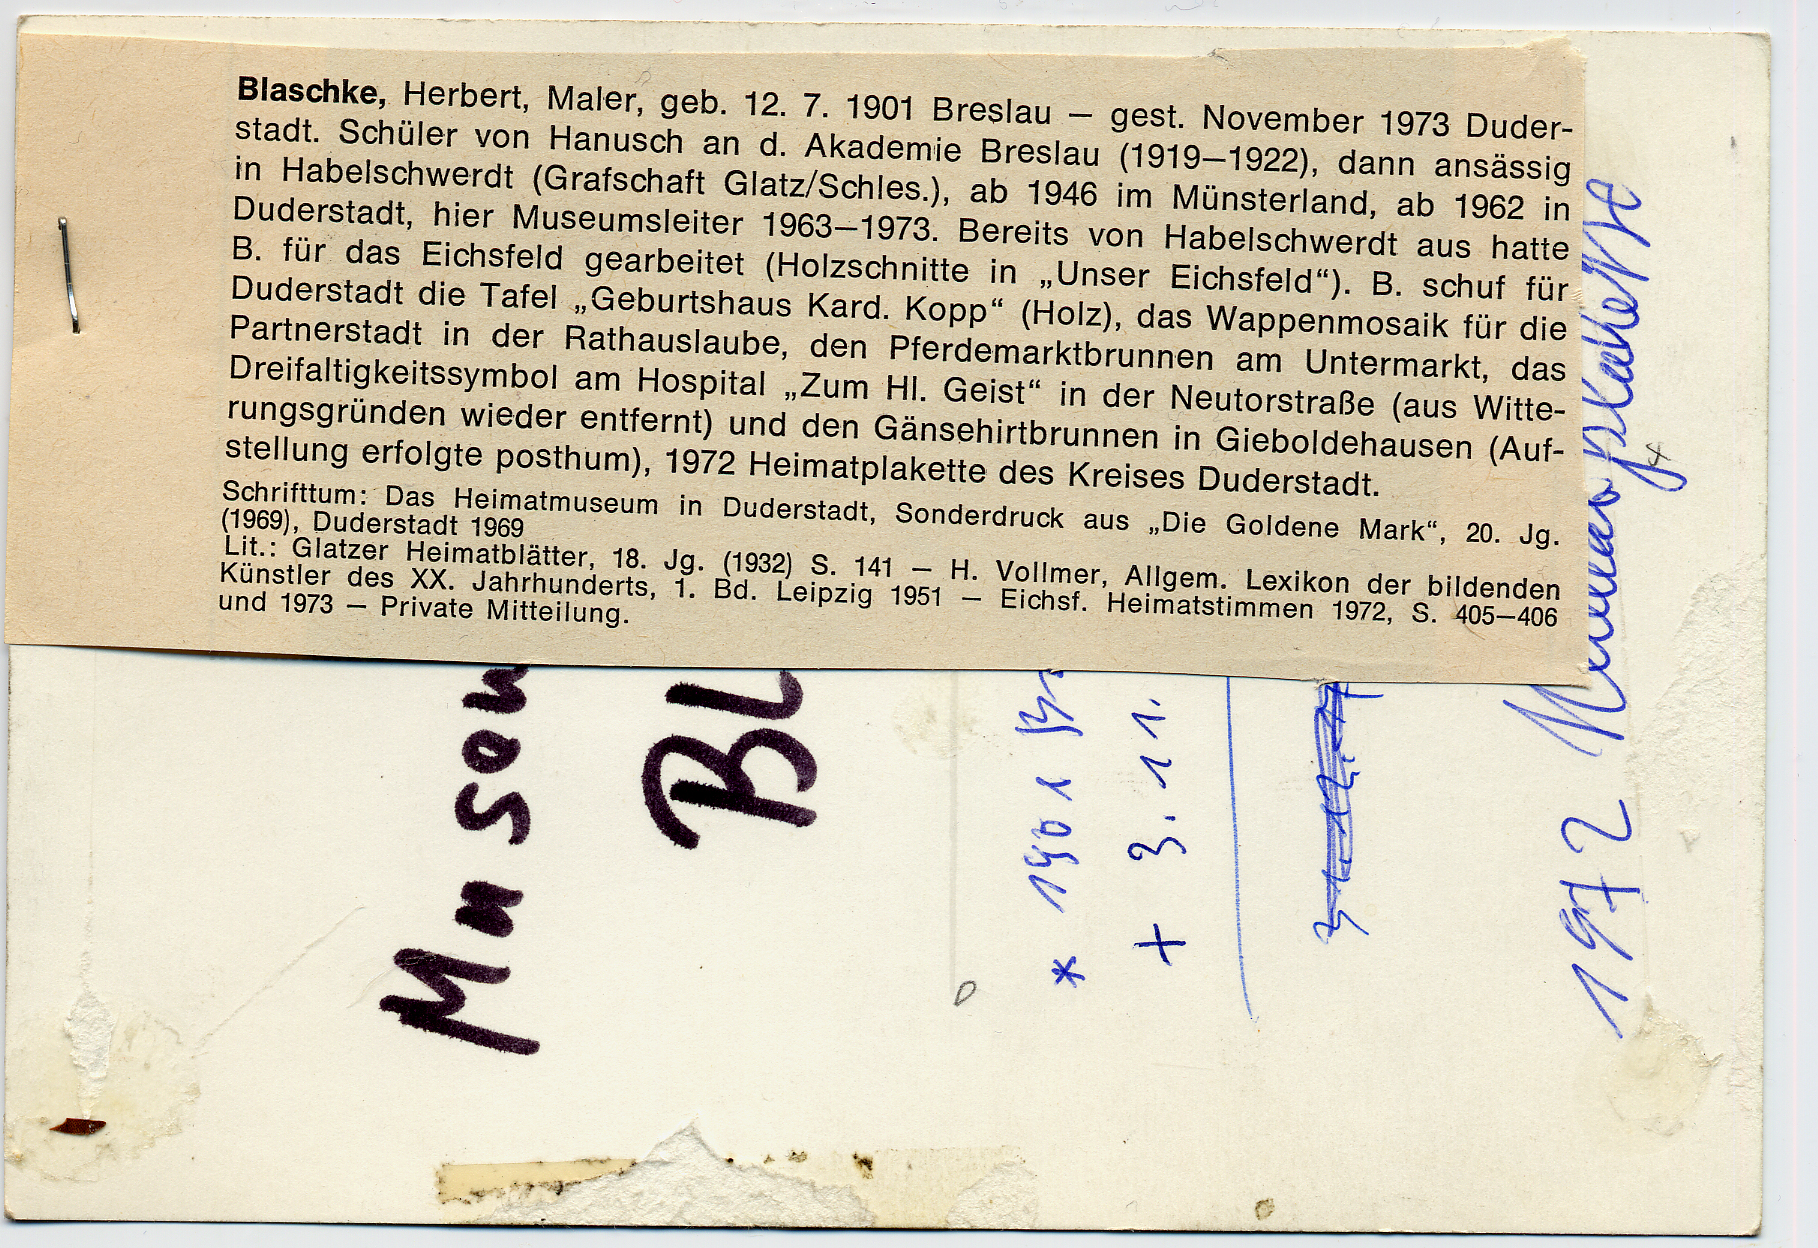 Blaschke, Herbert, Maler, geb. 12. 7. 1901 Breslau — gest. November 1973 Duder-
stadt. Schüler von Hanusch an d. Akademie Breslau (1919—1922), dann ansässig
in Habelschwerdt (Grafschaft Glatz/Schles.), ab 1946 im Münsterland, ab 1962 in
Duderstadt, hier Museumsleiter 1963—1973. Bereits von Habelschwerdt aus hatte
B. für das Eichsfeld gearbeitet (Holzschnitte in „Unser Eichsfeld“). B. schuf für
Duderstadt die Tafel „Geburtshaus Kard. Kopp“ (Holz), das Wappenmosaik für die
Partnerstadt in der Rathauslaube, den Pferdemarktbrunnen am Untermarkt, das
Dreifaltigkeitssymbol am Hospital „Zum Hl. Geist“ in der Neutorstraße (aus Witte-
rungsgründen wieder entfernt) und den Gänsehirtbrunnen in Gieboldehausen (Auf-
stellung erfolgte posthum), 1972 Heimatplakette des Kreises Duderstadt.
Schrifttum: Das Heimatmuseum in Duderstadt, Sonderdruck aus „Die Goldene Mark“, 20. Jg.
(1969), Duderstadt 1969
Lit.: Glatzer Heimatblätter, 18. Jg. (1932) S. 141 — H. Vollmer, Allgem. Lexikon der bildenden
Künstler des XX. Jahrhunderts, 1. Bd. Leipzig 1951 — Eichsf. Heimatstimmen 1972, S. 405—406
und 1973 — Private Mitteilung.
BL
* 1901
+ 3.11.
1972